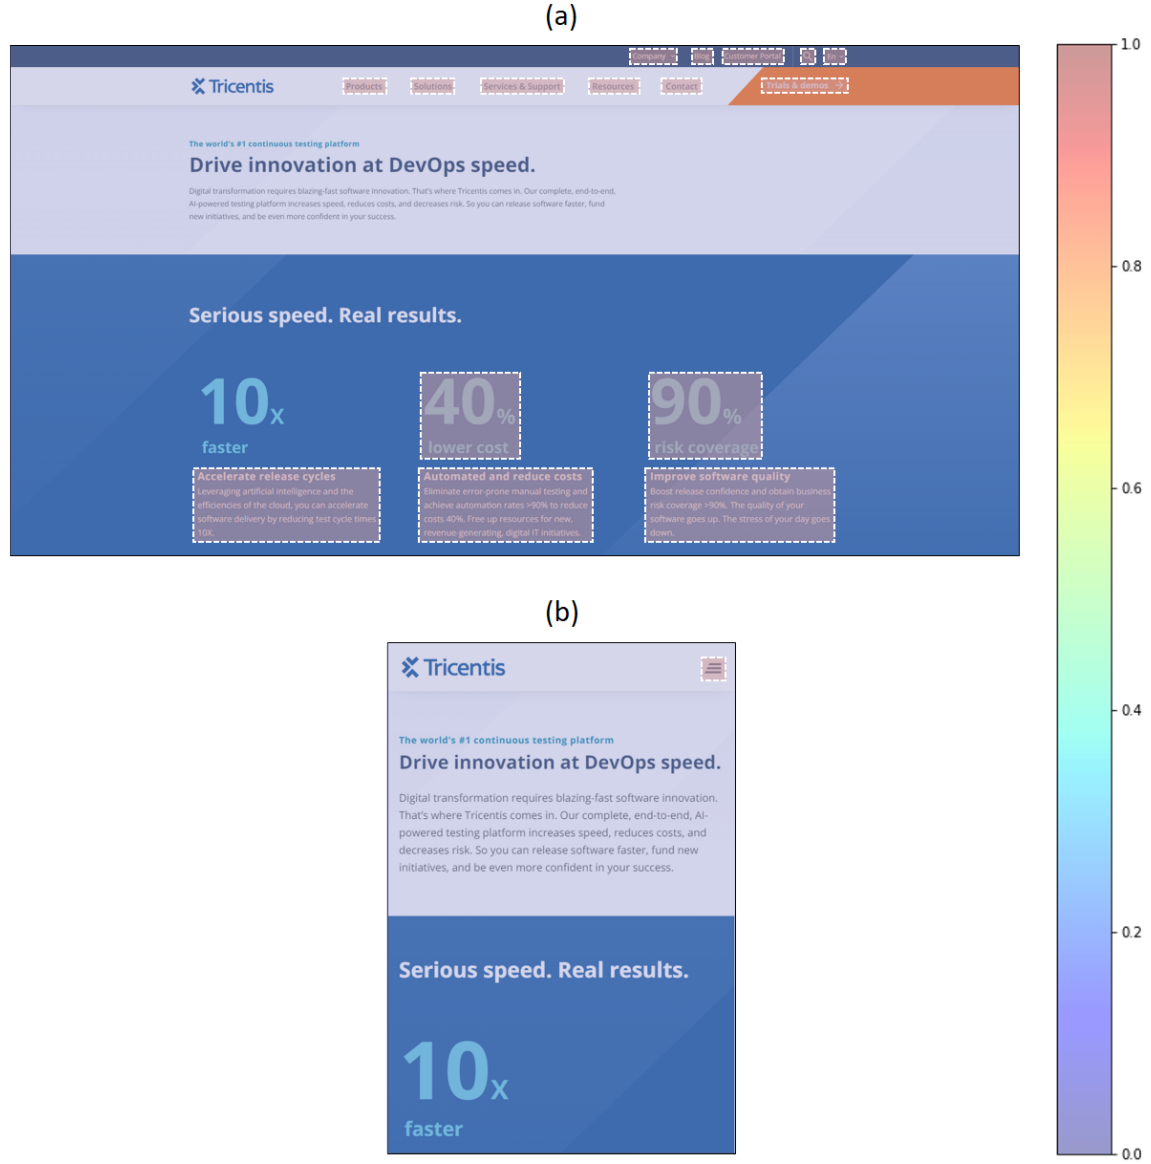 (a)
Company
Blog
Customer Portal
En
Tricentis
Products
Solutions
Services & Support
Resources
Contact
Trials & demos →
The world's #1 continuous testing platform
Drive innovation at DevOps speed.
Digital transformation requires blazing-fast software innovation. That's where Tricentis comes in. Our complete, end-to-end,
AI-powered testing platform increases speed, reduces costs, and decreases risk. So you can release software faster, fund
new initiatives, and be even more confident in your success.
Serious speed. Real results.
10x
faster
40%
lower cost
90%
risk coverage
Accelerate release cycles
Leveraging artificial intelligence and the
efficiencies of the cloud, you can accelerate
software delivery by reducing test cycle times
10X.
Automated and reduce costs
Eliminate error-prone manual testing and
achieve automation rates >90% to reduce
costs 40%. Free up resources for new,
revenue-generating, digital IT initiatives.
Improve software quality
Boost release confidence and obtain business
risk coverage >90%. The quality of your
software goes up. The stress of your day goes
down.
1.0
0.8
0.6
0.4
0.2
0.0
(b)
Tricentis
The world's #1 continuous testing platform
Drive innovation at DevOps speed.
Digital transformation requires blazing-fast software innovation.
That's where Tricentis comes in. Our complete, end-to-end, AI-
powered testing platform increases speed, reduces costs, and
decreases risk. So you can release software faster, fund new
initiatives, and be even more confident in your success.
Serious speed. Real results.
10x
faster